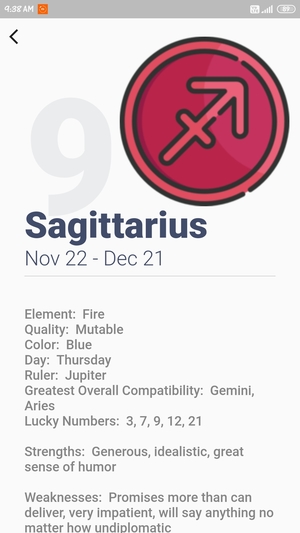 9:38 AM
89
9
Sagittarius
Nov 22 - Dec 21
Element:  Fire
Quality:  Mutable
Color:  Blue
Day:  Thursday
Ruler:  Jupiter
Greatest Overall Compatibility:  Gemini,
Aries
Lucky Numbers:  3, 7, 9, 12, 21
Strengths:  Generous, idealistic, great
sense of humor
Weaknesses:  Promises more than can
deliver, very impatient, will say anything no
matter how undiplomatic